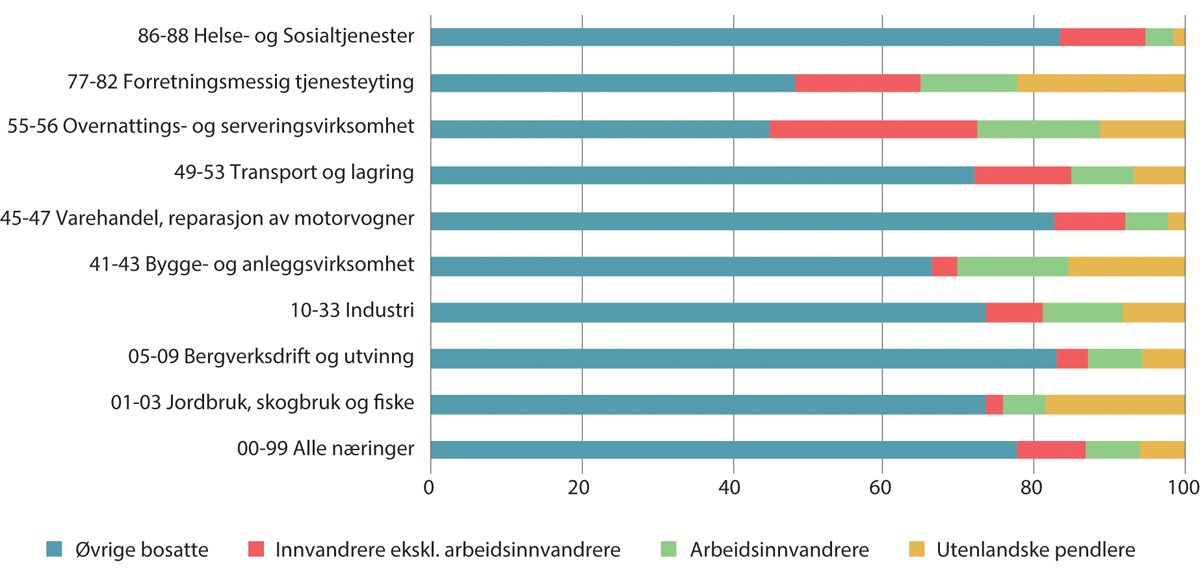 86-88 Helse- og Sosialtjenester
77-82 Forretningsmessig tjenesteyting
55-56 Overnattings- og serveringsvirksomhet
49-53 Transport og lagring
45-47 Varehandel, reparasjon av motorvogner
41-43 Bygge- og anleggsvirksomhet
10-33 Industri
05-09 Bergverksdrift og utvinng
01-03 Jordbruk, skogbruk og fiske
00-99 Alle næringer
0 20 40 60 80 100
Øvrige bosatte Innvandrere ekskl. arbeidsinnvandrere Arbeidsinnvandrere Utenlandske pendlere